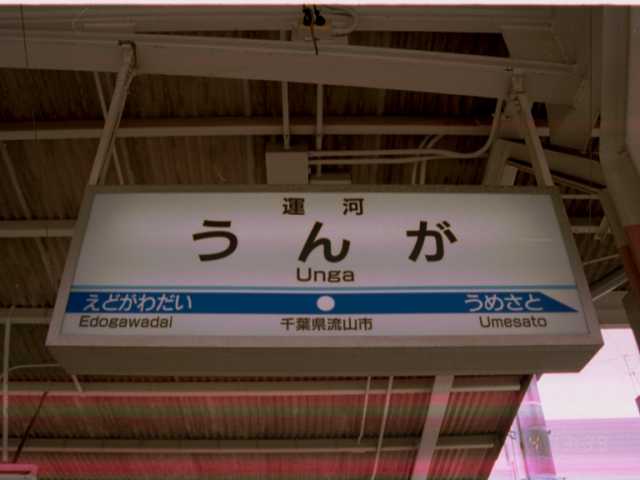 運河
うんが
Unga
えどがわだい うめさと
Edogawadai 千葉県流山市 Umesato